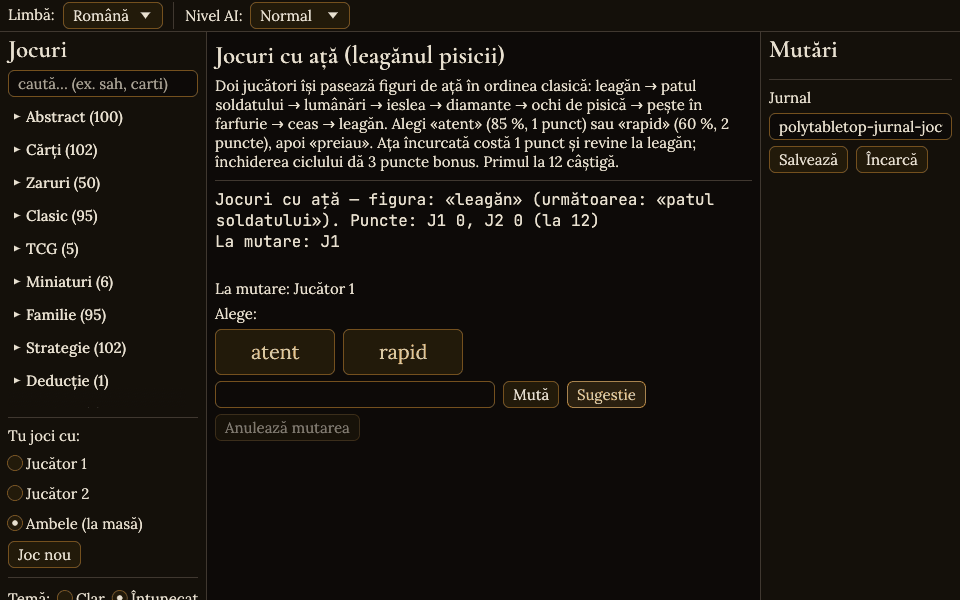 Limbă: Română ▼ Nivel AI: Normal ▼
Jocuri
caută... (ex. sah, carti)
▸ Abstract (100)
▸ Cărți (102)
▸ Zaruri (50)
▸ Clasic (95)
▸ TCG (5)
▸ Miniaturi (6)
▸ Familie (95)
▸ Strategie (102)
▸ Deducție (1)
Tu joci cu:
Jucător 1
Jucător 2
Ambele (la masă)
Joc nou
Temă: Clar Întunecat
Jocuri cu ață (leagănul pisicii)
Doi jucători își pasează figuri de ață în ordinea clasică: leagăn → patul
soldatului → lumânări → ieslea → diamante → ochi de pisică → pește în
farfurie → ceas → leagăn. Alegi «atent» (85 %, 1 punct) sau «rapid» (60 %, 2
puncte), apoi «preiau». Ața încurcată costă 1 punct și revine la leagăn;
închiderea ciclului dă 3 puncte bonus. Primul la 12 câștigă.
Jocuri cu ață — figura: «leagăn» (următoarea: «patul
soldatului»). Puncte: J1 0, J2 0 (la 12)
La mutare: J1
La mutare: Jucător 1
Alege:
atent rapid
Mută Sugestie
Anulează mutarea
Mutări
Jurnal
polytabletop-jurnal-joc
Salvează Încarcă